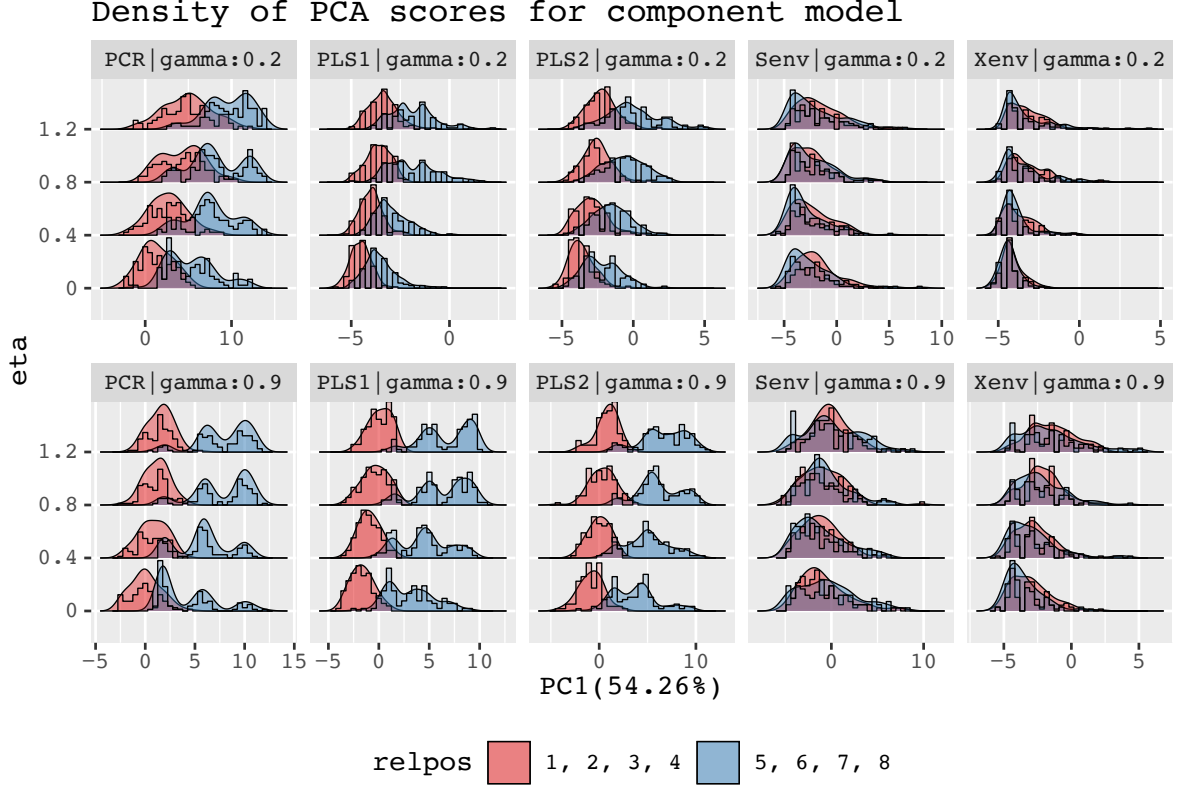 Density of PCA scores for component model
PCR|gamma:0.2
PLS1|gamma:0.2
PLS2|gamma:0.2
Senv|gamma:0.2
Xenv|gamma:0.2
1.2
0.8
0.4
0
0 10
−5 0
−5 0 5
−5 0 5 10
−5 0 5
eta
PCR|gamma:0.9
PLS1|gamma:0.9
PLS2|gamma:0.9
Senv|gamma:0.9
Xenv|gamma:0.9
1.2
0.8
0.4
0
−5 0 5 10 15
−5 0 5 10
0 10
0 10
−5 0 5
PC1(54.26%)
relpos 1, 2, 3, 4 5, 6, 7, 8